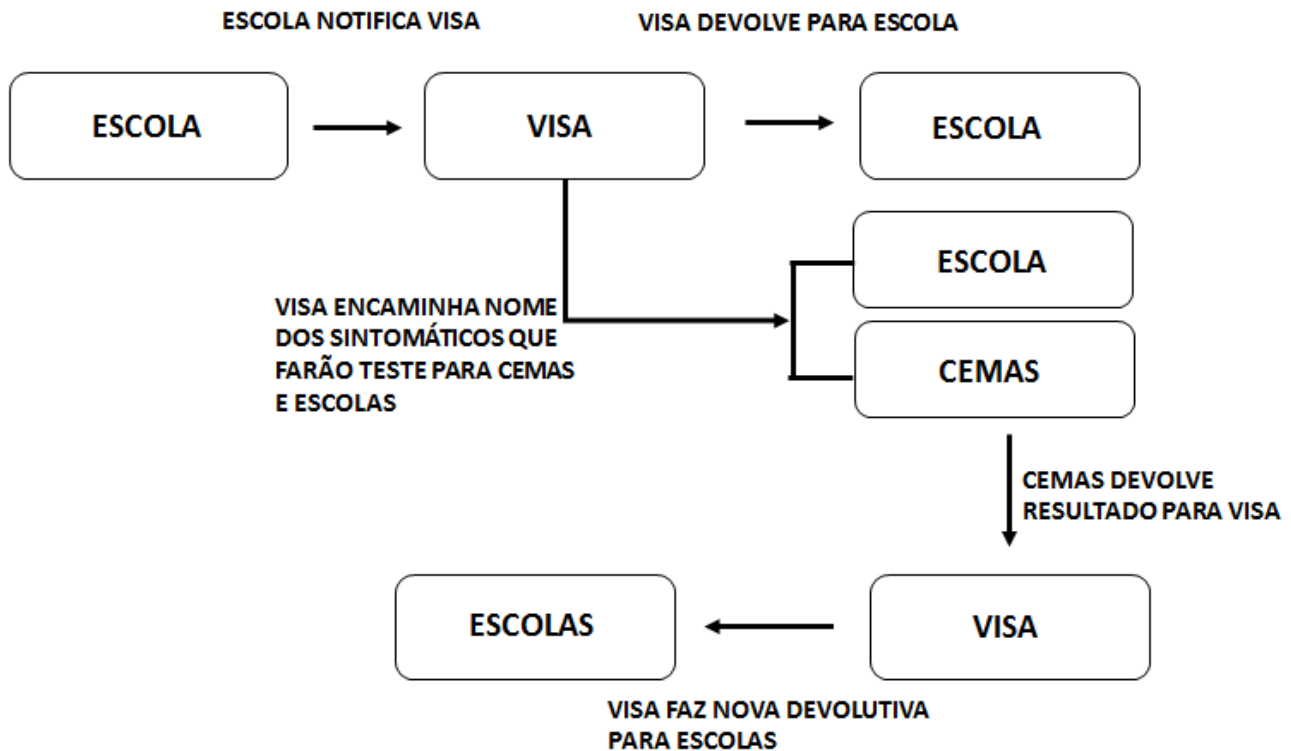 ESCOLA NOTIFICA VISA
VISA DEVOLVE PARA ESCOLA
ESCOLA
VISA
ESCOLA
ESCOLA
VISA ENCAMINHA NOME
DOS SINTOMÁTICOS QUE
FARÃO TESTE PARA CEMAS
E ESCOLAS
CEMAS
CEMAS DEVOLVE
RESULTADO PARA VISA
ESCOLAS
VISA
VISA FAZ NOVA DEVOLUTIVA
PARA ESCOLAS